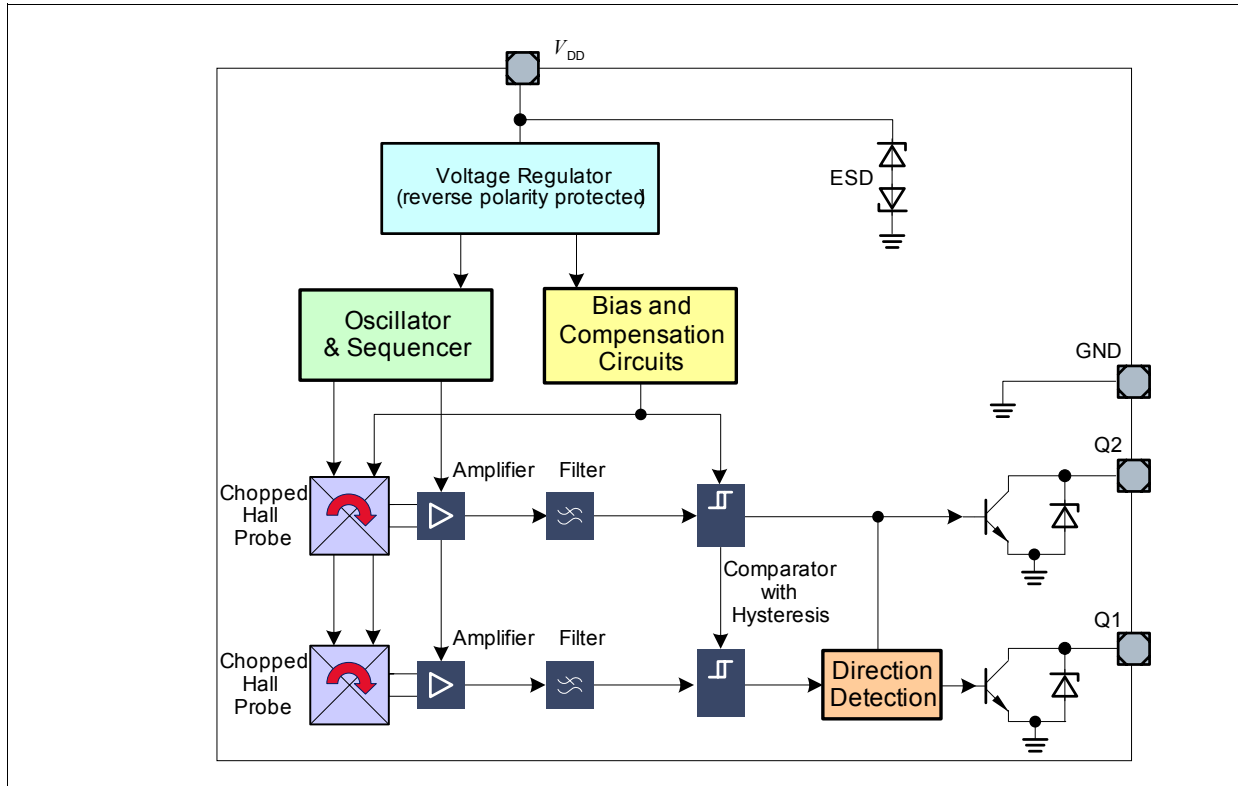 VDD
Voltage Regulator
(reverse polarity protected)
ESD
Oscillator
& Sequencer
Bias and
Compensation
Circuits
GND
Q2
Amplifier
Filter
Chopped
Hall
Probe
Comparator
with
Hysteresis
Q1
Amplifier
Filter
Chopped
Hall
Probe
Direction
Detection